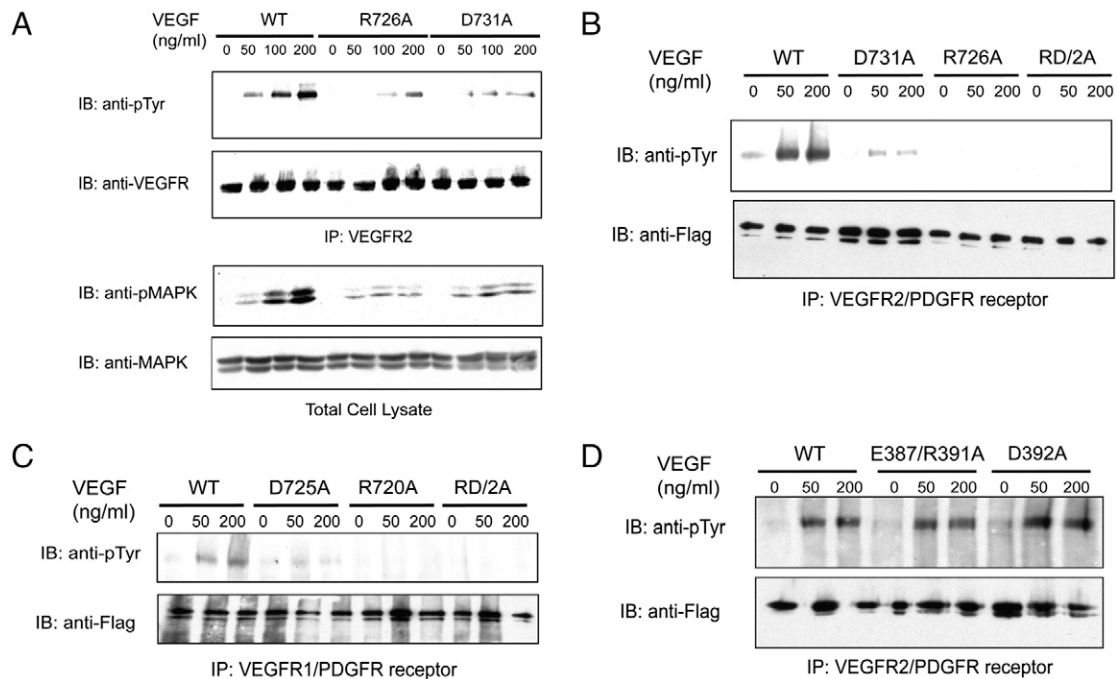 A
VEGF WT R726A D731A
(ng/ml) 0 50 100 200 0 50 100 200 0 50 100 200
IB: anti-pTyr
IB: anti-VEGFR
IP: VEGFR2
IB: anti-pMAPK
IB: anti-MAPK
Total Cell Lysate
B
VEGF WT D731A R726A RD/2A
(ng/ml) 0 50 200 0 50 200 0 50 200 0 50 200
IB: anti-pTyr
IB: anti-Flag
IP: VEGFR2/PDGFR receptor
C
VEGF WT D725A R720A RD/2A
(ng/ml) 0 50 200 0 50 200 0 50 200 0 50 200
IB: anti-pTyr
IB: anti-Flag
IP: VEGFR1/PDGFR receptor
D
VEGF WT E387/R391A D392A
(ng/ml) 0 50 200 0 50 200 0 50 200
IB: anti-pTyr
IB: anti-Flag
IP: VEGFR2/PDGFR receptor